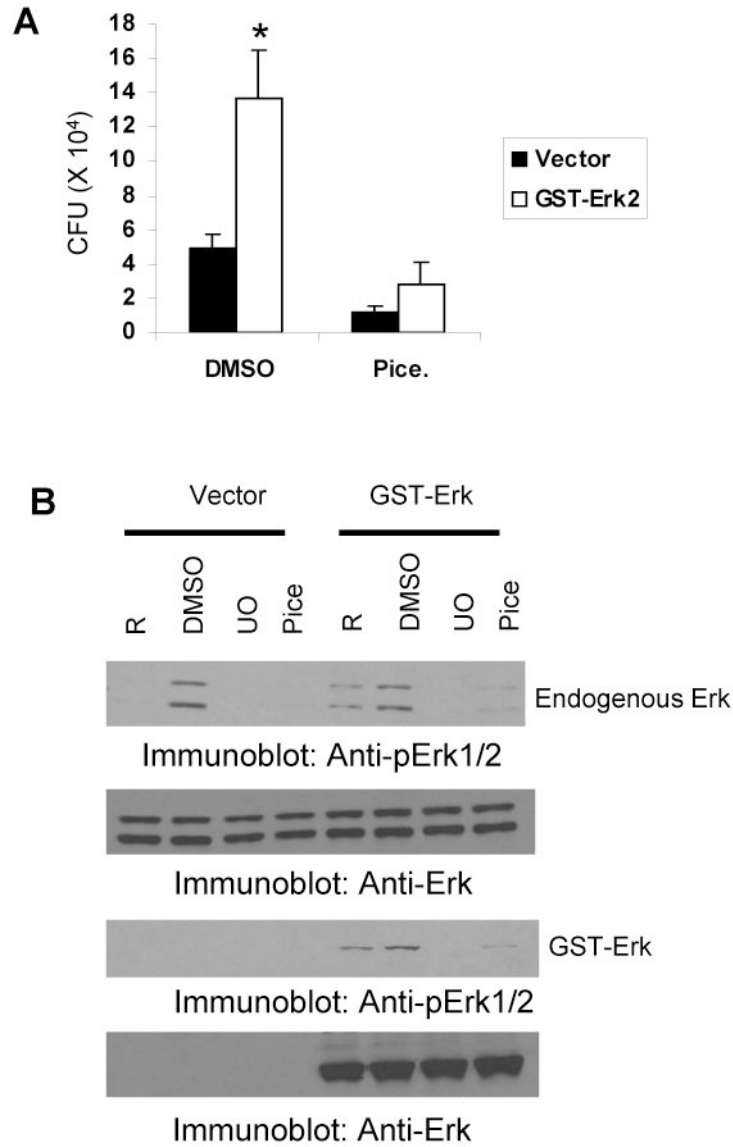 A
18
16
14
12
10
8
6
4
2
0
CFU (X 10⁴)
*
Vector
GST-Erk2
DMSO Pice.
B
Vector GST-Erk
R DMSO UO Pice R DMSO UO Pice
Endogenous Erk
Immunoblot: Anti-pErk1/2
Immunoblot: Anti-Erk
GST-Erk
Immunoblot: Anti-pErk1/2
Immunoblot: Anti-Erk